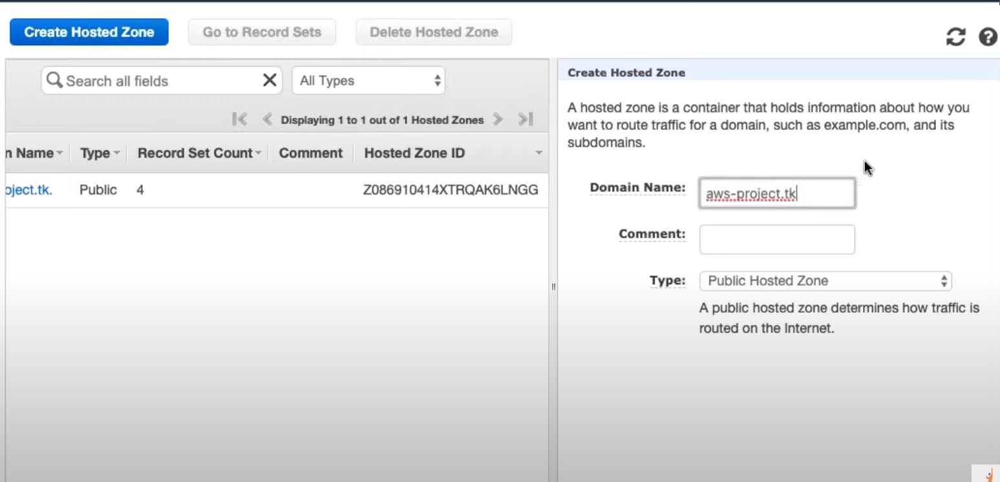 Create Hosted Zone Go to Record Sets Delete Hosted Zone
Search all fields All Types
Displaying 1 to 1 out of 1 Hosted Zones
n Name Type Record Set Count Comment Hosted Zone ID
oject.tk. Public 4 Z086910414XTRQAK6LNGG
Create Hosted Zone
A hosted zone is a container that holds information about how you
want to route traffic for a domain, such as example.com, and its
subdomains.
Domain Name: aws-project.tk
Comment:
Type: Public Hosted Zone
A public hosted zone determines how traffic is
routed on the Internet.